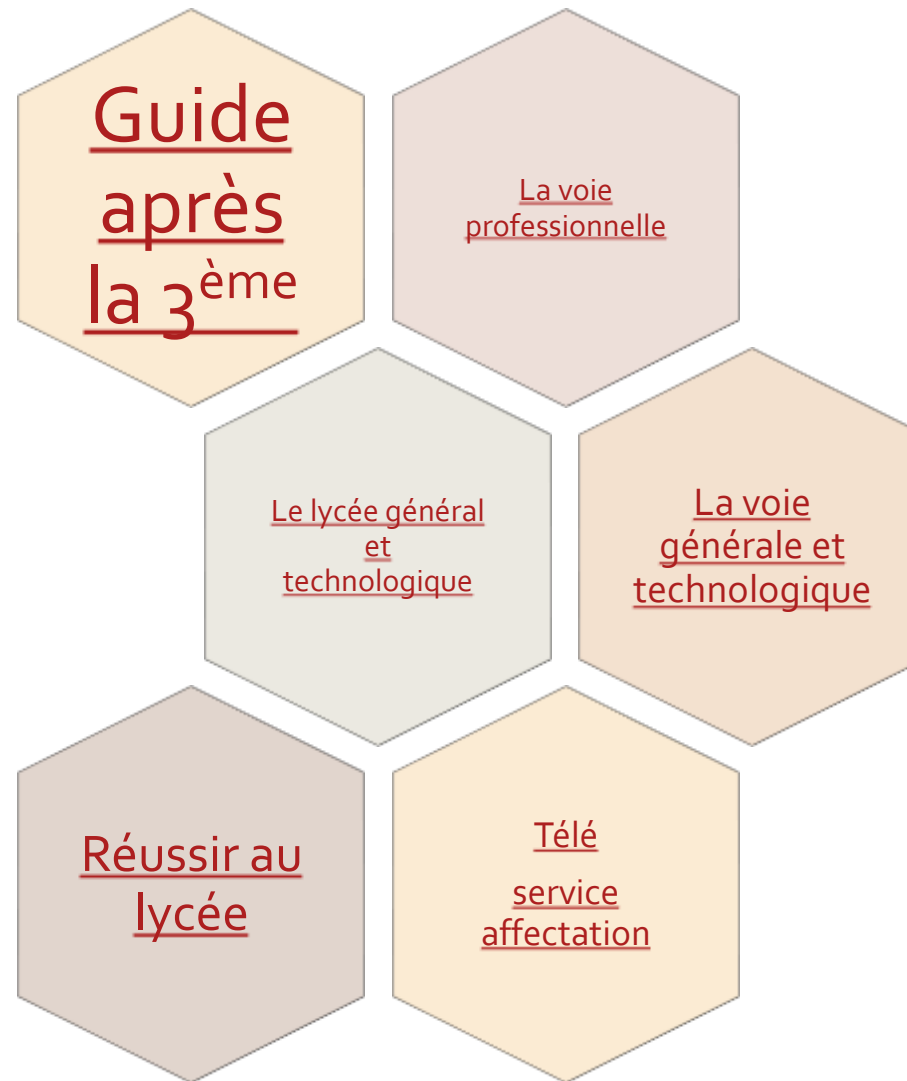 Guide
après
la 3ème
La voie
professionnelle
Le lycée général
et
technologique
La voie
générale et
technologique
Réussir au
lycée
Télé
service
affectation